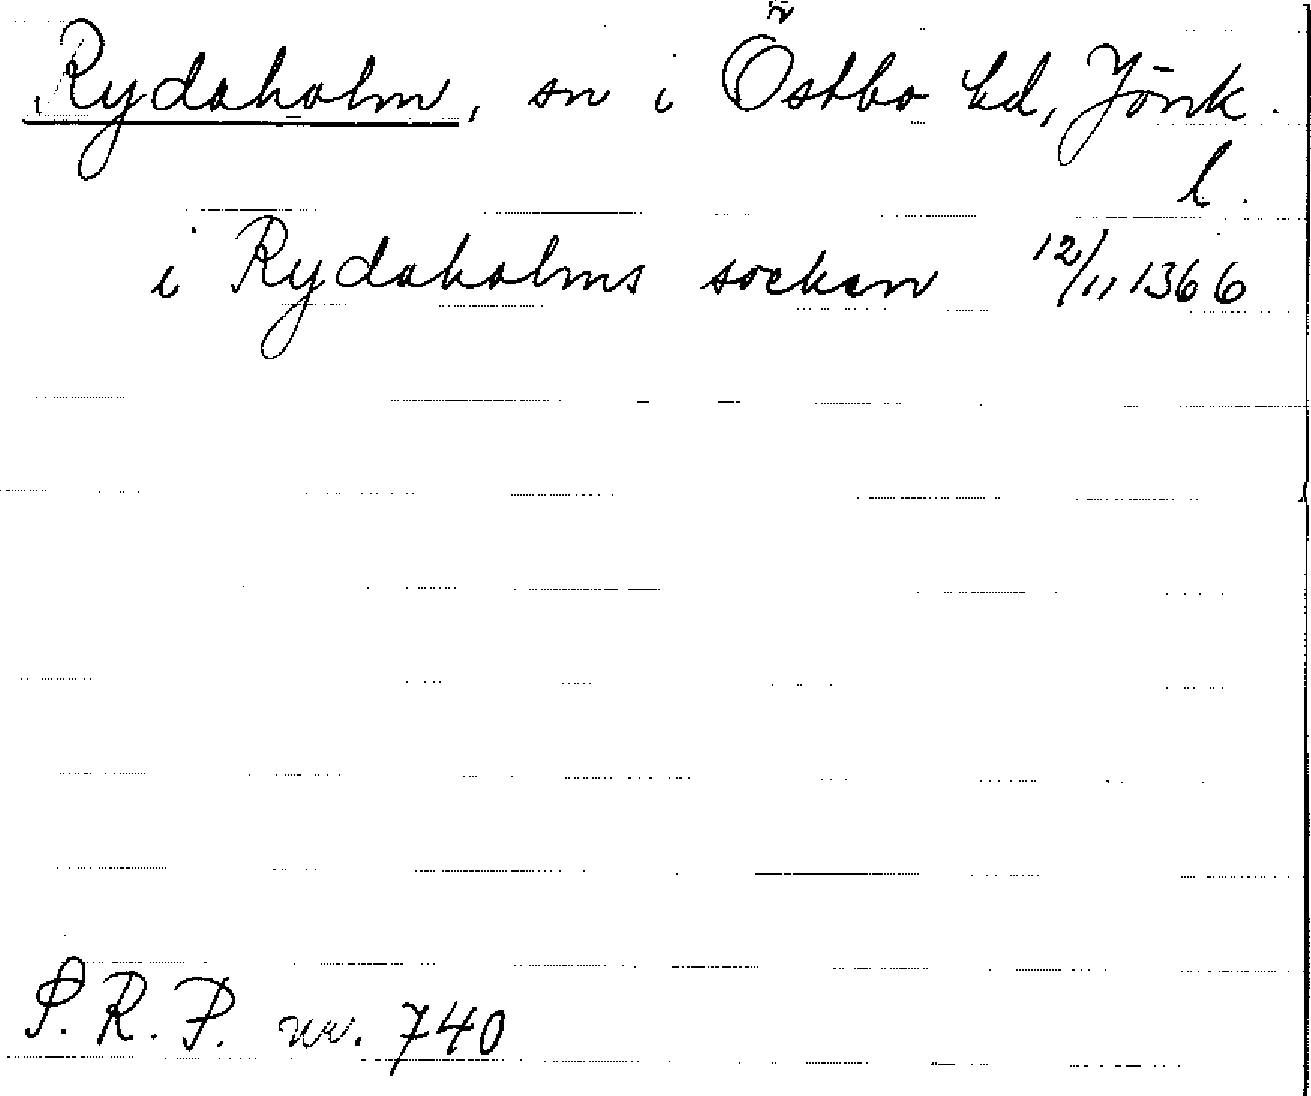 Rydaholm, sn i Östbo hd, Jönk.
l.
i Rydaholms socken 12/11 1366
S.R.P. nr. 740